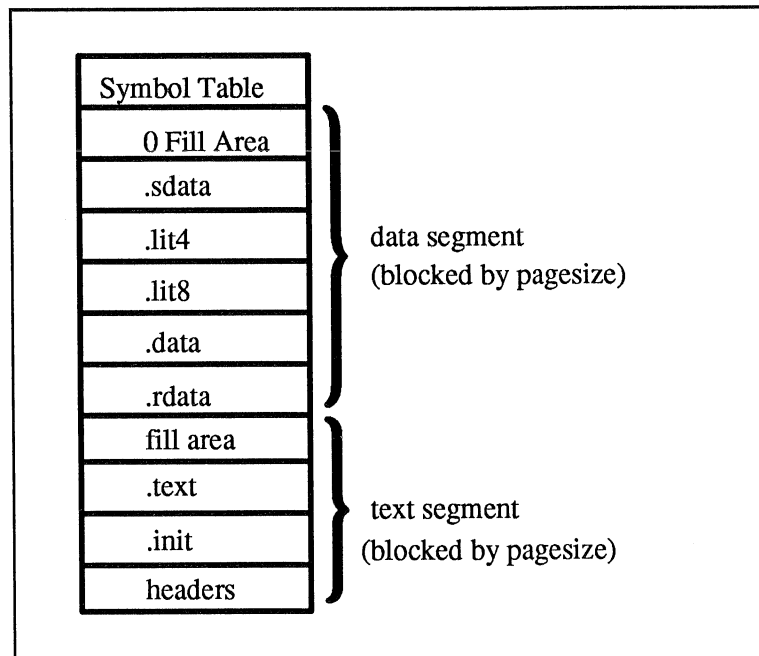 Symbol Table
0 Fill Area
.sdata
.lit4
.lit8
.data
.rdata
fill area
.text
.init
headers
data segment
(blocked by pagesize)
text segment
(blocked by pagesize)